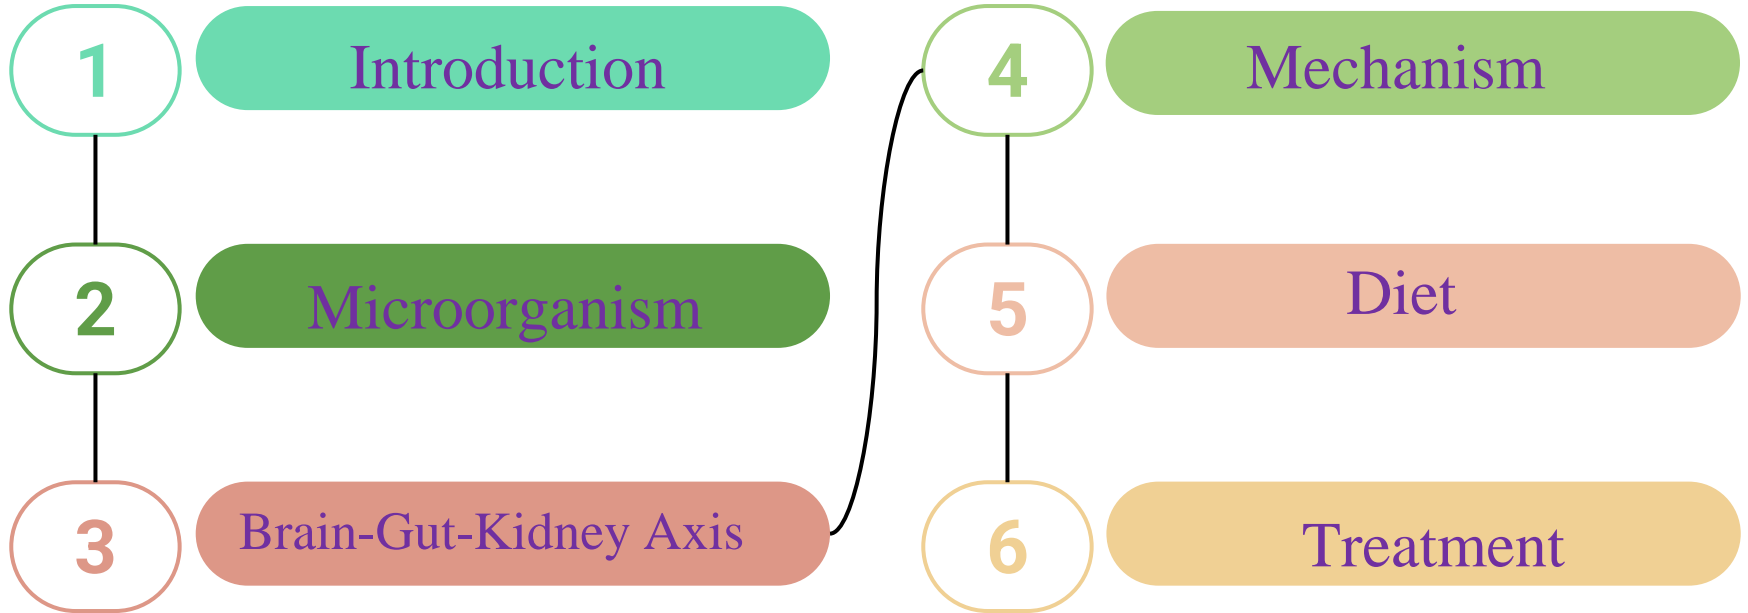 1
Introduction
2
Microorganism
3
Brain-Gut-Kidney Axis
4
Mechanism
5
Diet
6
Treatment